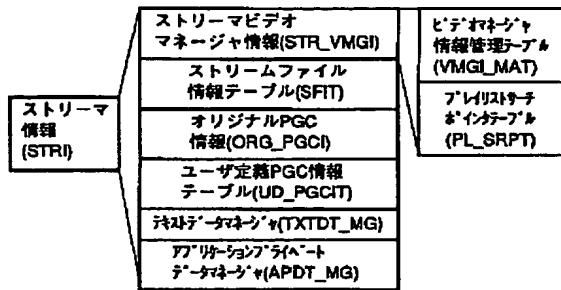 ストリーマ
情報
(STRI)
ストリーマビデオ
マネージャ情報(STR_VMGI)
ストリームファイル
情報テーブル(SFIT)
オリジナルPGC
情報(ORG_PGCI)
ユーザ定義PGC情報
テーブル(UD_PGCIT)
ﾃｷｽﾄﾃﾞｰﾀﾏﾈｰｼﾞｬ(TXTDT_MG)
ｱﾌﾟﾘｹｰｼｮﾝﾌﾟﾗｲﾍﾞｰﾄ
ﾃﾞｰﾀﾏﾈｰｼﾞｬ(APDT_MG)
ﾋﾞﾃﾞｵﾏﾈｰｼﾞｬ
情報管理ﾃｰﾌﾞﾙ
(VMGI_MAT)
ﾌﾟﾚｲﾘｽﾄｻｰﾁ
ﾎﾟｲﾝﾀﾃｰﾌﾞﾙ
(PL_SRPT)